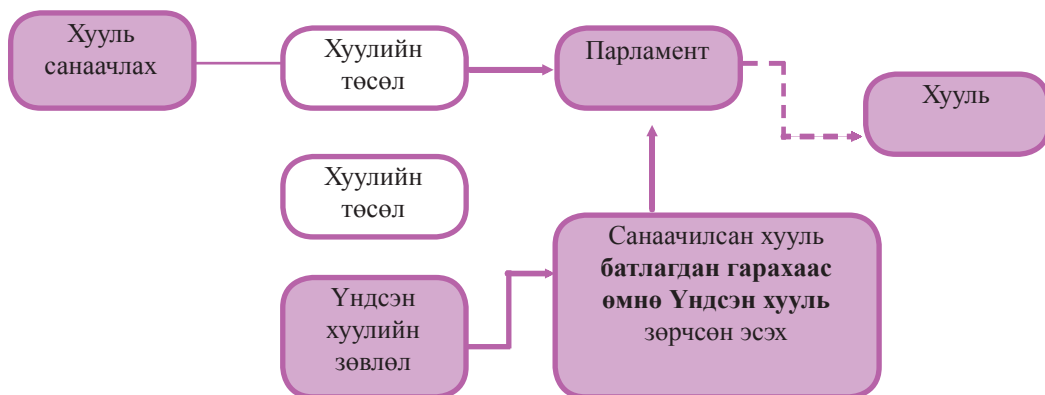 Хууль
санаачлах
Хуулийн
төсөл
Парламент
Хууль
Хуулийн
төсөл
Үндсэн
хуулийн
зөвлөл
Санаачилсан хууль
батлагдан гарахаас
өмнө Үндсэн хууль
зөрчсөн эсэх